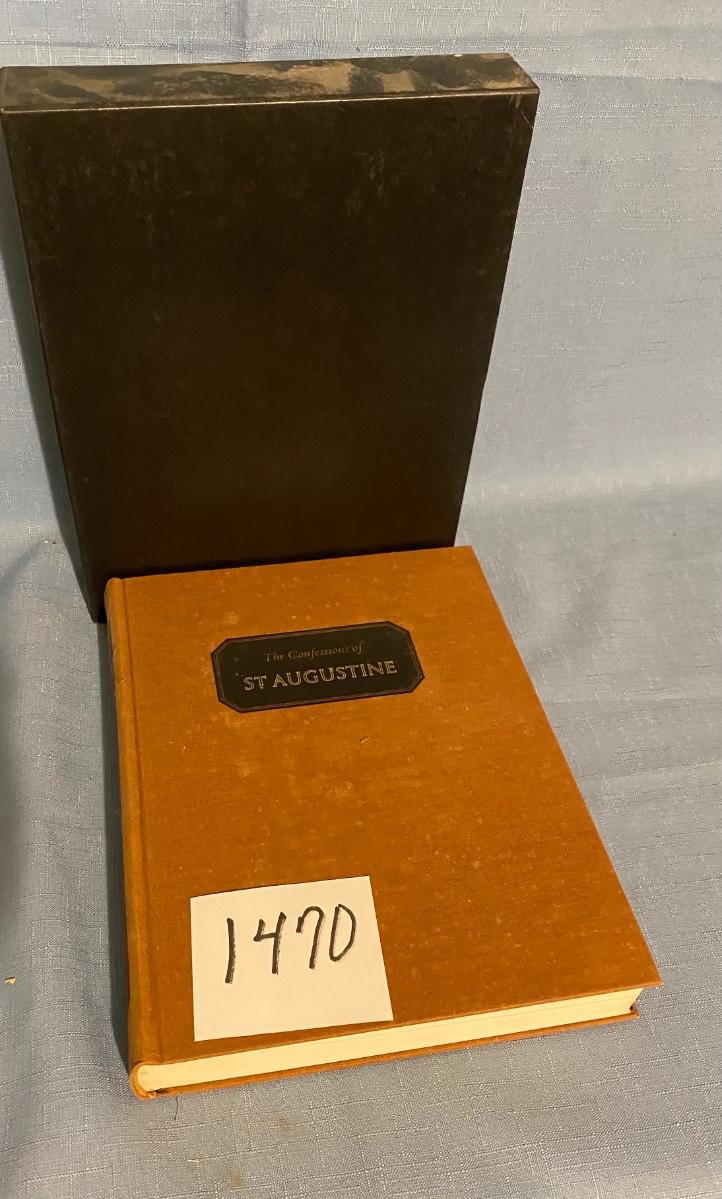 The Confessions of
ST AUGUSTINE
1470